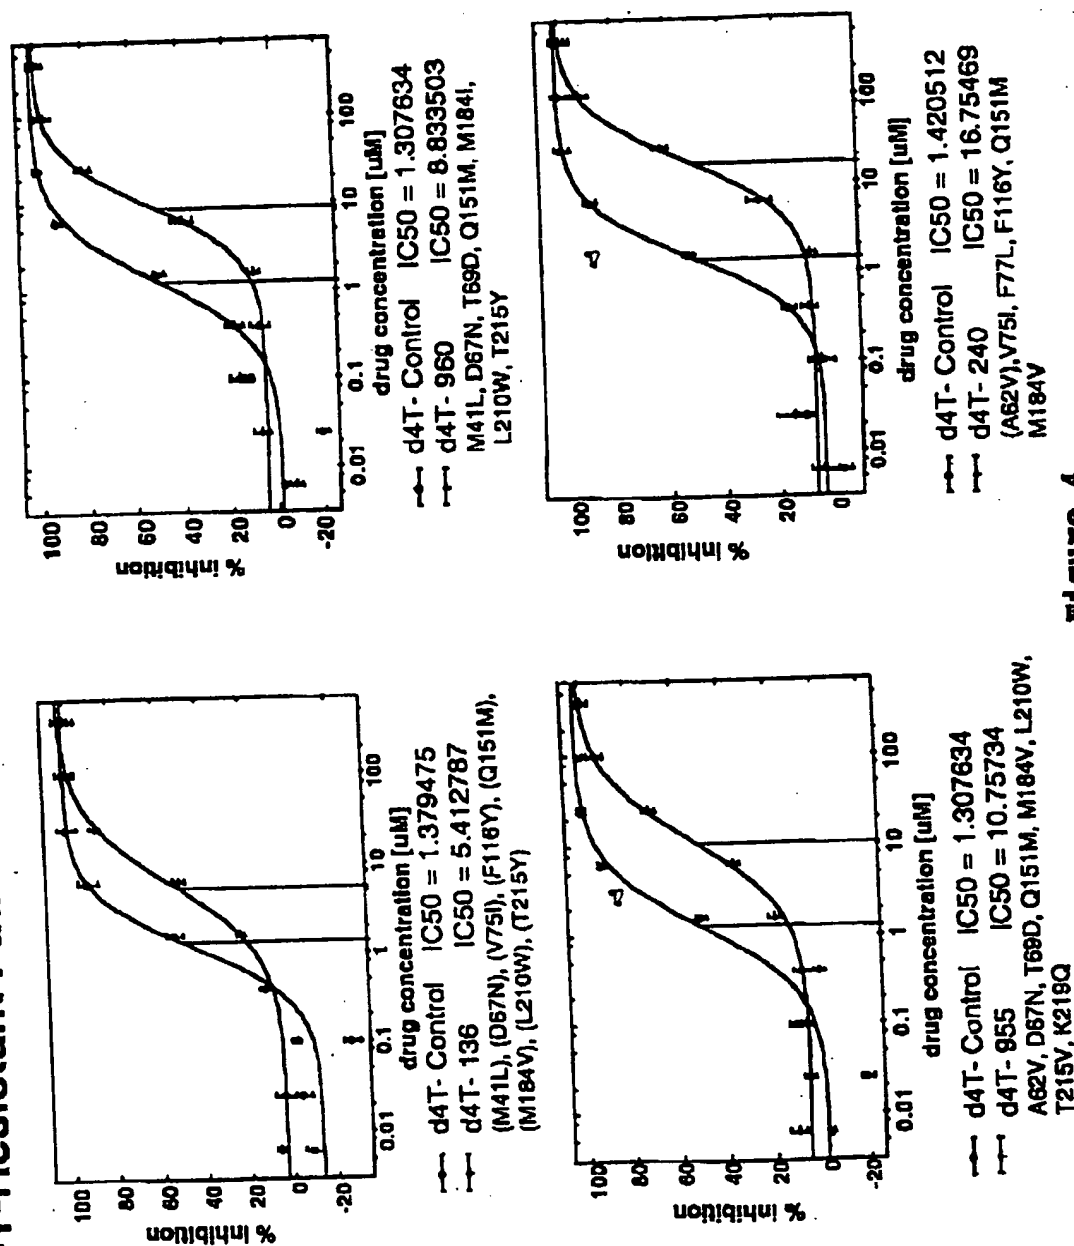 100
80
60
40
20
0
-20
% inhibition
0.01
0.1
1
10
100
drug concentration [uM]
d4T- Control IC50 = 1.379475
d4T- 136 IC50 = 5.412787
(M41L), (D67N), (V75I), (F116Y), (Q151M),
(M184V), (L210W), (T215Y)
100
80
60
40
20
0
-20
% inhibition
0.01
0.1
1
10
100
drug concentration [uM]
d4T- Control IC50 = 1.307634
d4T- 960 IC50 = 8.833503
M41L, D67N, T69D, Q151M, M184I,
L210W, T215Y
100
80
60
40
20
0
-20
% inhibition
0.01
0.1
1
10
100
drug concentration [uM]
d4T- Control IC50 = 1.307634
d4T- 955 IC50 = 10.75734
A62V, D67N, T69D, Q151M, M184V, L210W,
T215V, K219Q
100
80
60
40
20
0
% inhibition
0.01
0.1
1
10
100
drug concentration [uM]
d4T- Control IC50 = 1.420512
d4T- 240 IC50 = 16.75469
(A62V),V75I, F77L, F116Y, Q151M
M184V